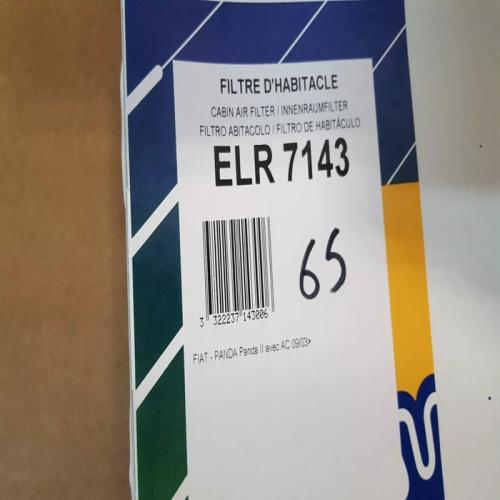 FILTRE D'HABITACLE
CABIN AIR FILTER / INNENRAUMFILTER
FILTRO ABITACOLO / FILTRO DE HABITÁCULO
ELR 7143
65
3 322237 143006
FIAT - PANDA Panda II avec AC 09/03>